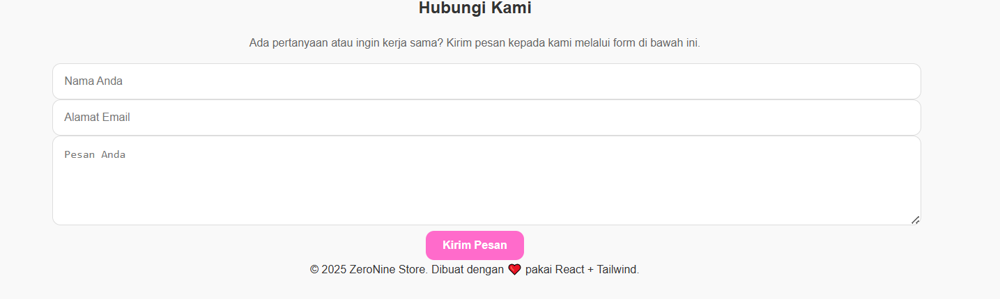 Hubungi Kami
Ada pertanyaan atau ingin kerja sama? Kirim pesan kepada kami melalui form di bawah ini.
Nama Anda
Alamat Email
Pesan Anda
Kirim Pesan
© 2025 ZeroNine Store. Dibuat dengan ❤️ pakai React + Tailwind.